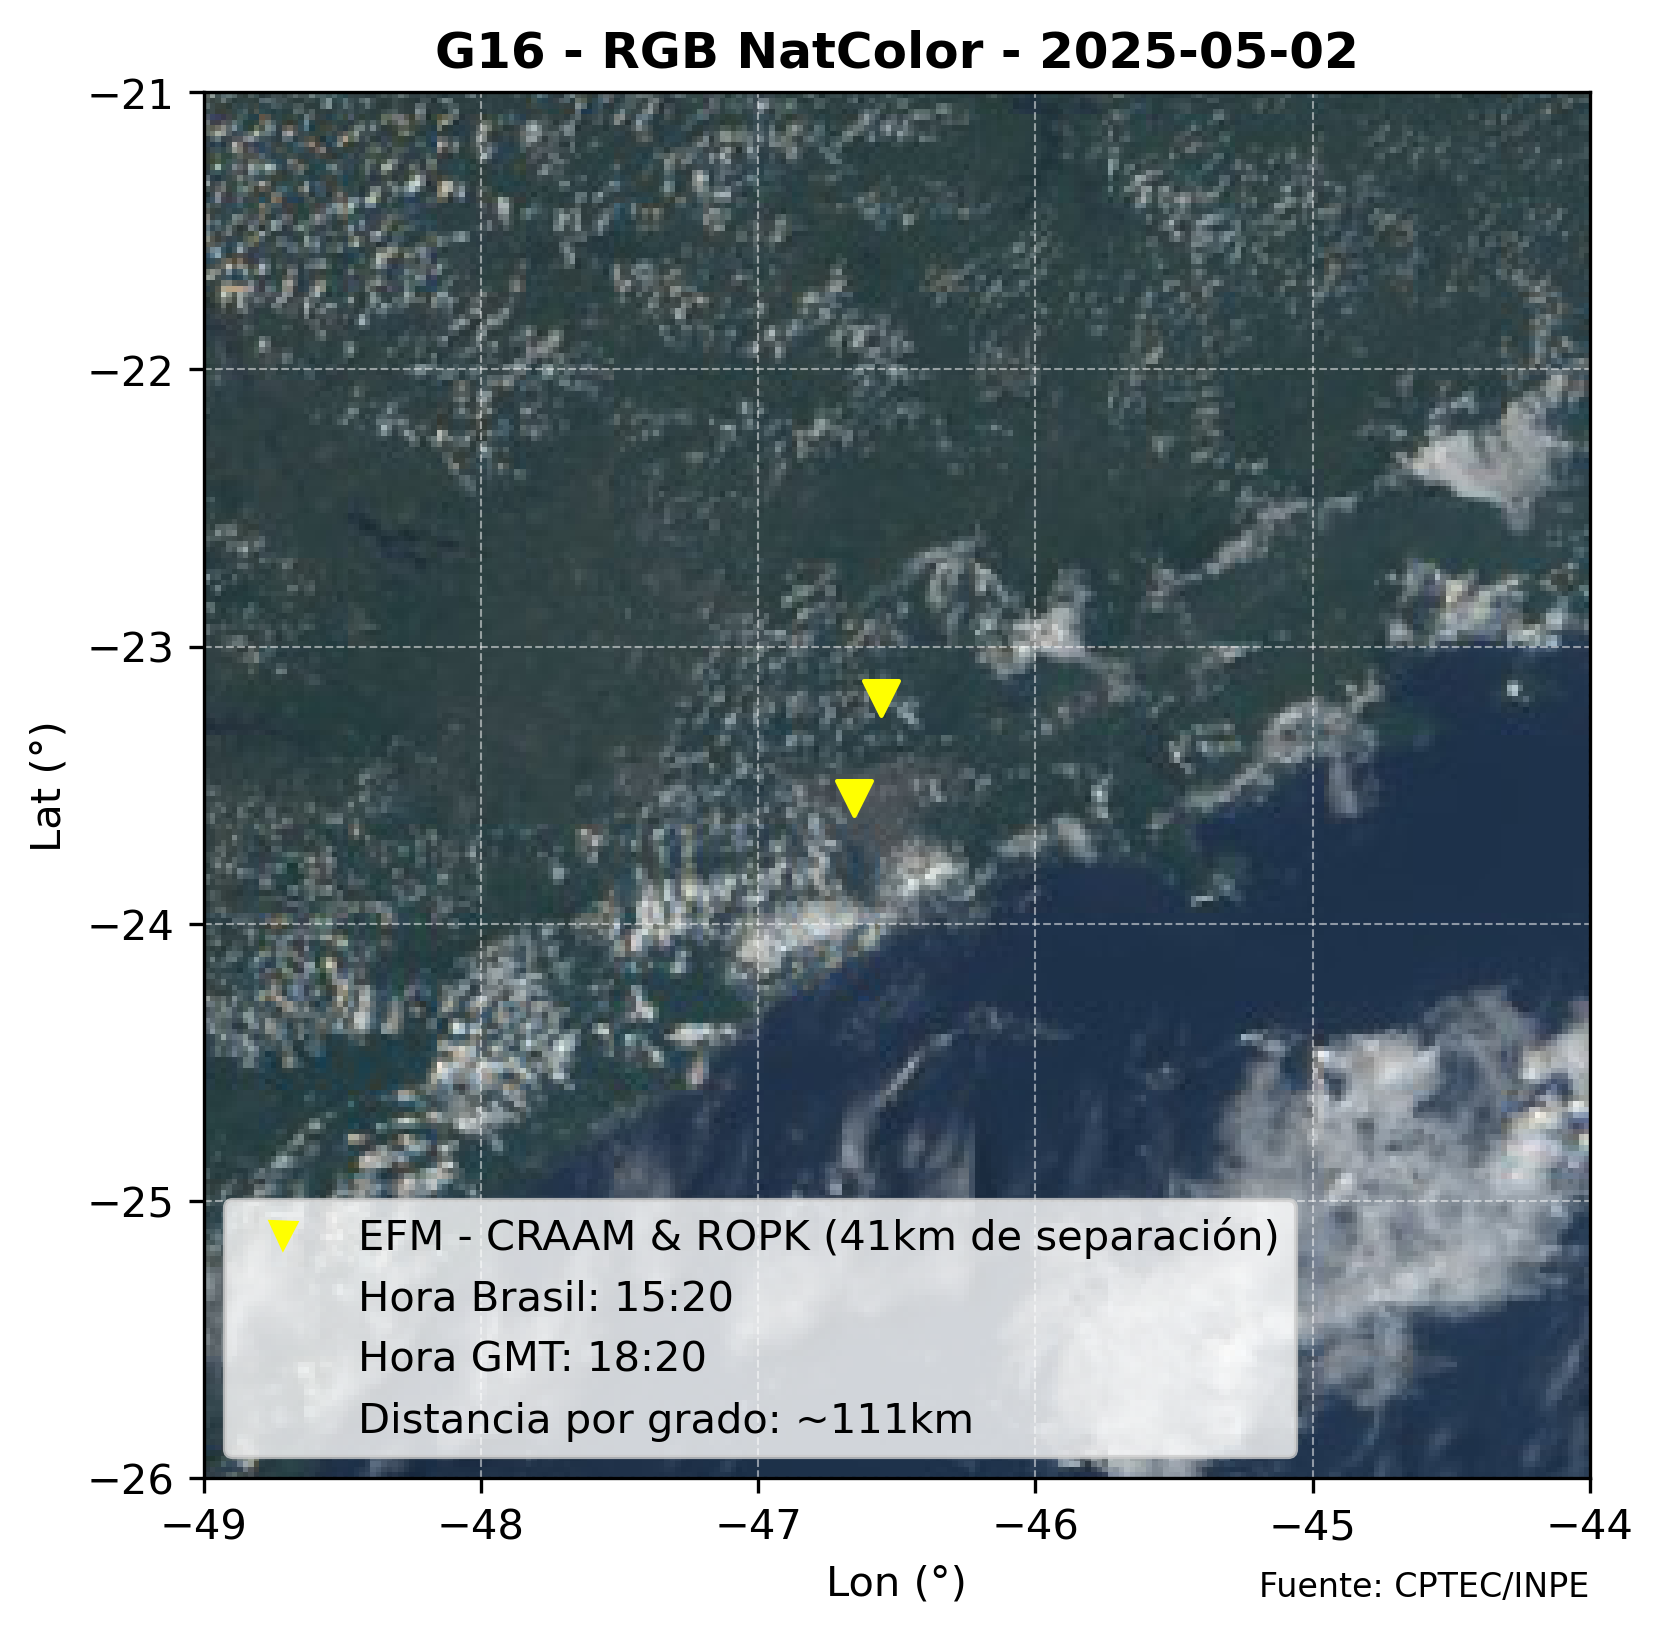 G16 - RGB NatColor - 2025-05-02
−21
−22
−23
−24
−25
−26
Lat (°)
EFM - CRAAM & ROPK (41km de separación)
Hora Brasil: 15:20
Hora GMT: 18:20
Distancia por grado: ~111km
−49 −48 −47 −46 −45 −44
Lon (°)
Fuente: CPTEC/INPE